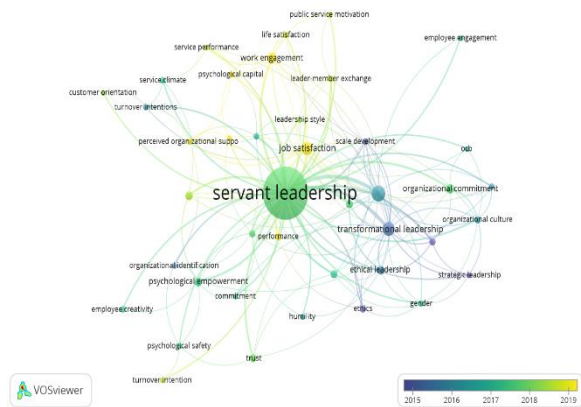 public service motivation
life satisfaction
employee engagement
service performance
work engagement
psychological capital
leader-member exchange
service climate
customer orientation
turnover intentions
leadership style
perceived organizational suppo
scale development
job satisfaction
ocb
servant leadership
organizational commitment
organizational culture
transformational leadership
performance
organizational identification
ethical leadership
strategic leadership
psychological empowerment
commitment
employee creativity
humility
ethics
gender
psychological safety
trust
turnover intention
VOSviewer
2015 2016 2017 2018 2019